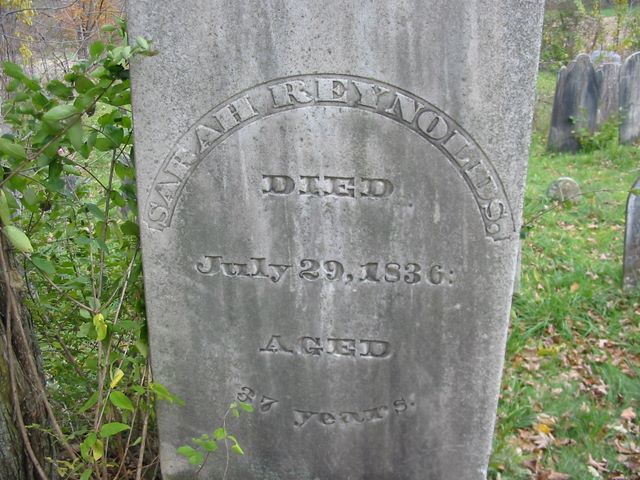 SARAH REYNOLDS,
DIED
July 29, 1836:
AGED
37 years.